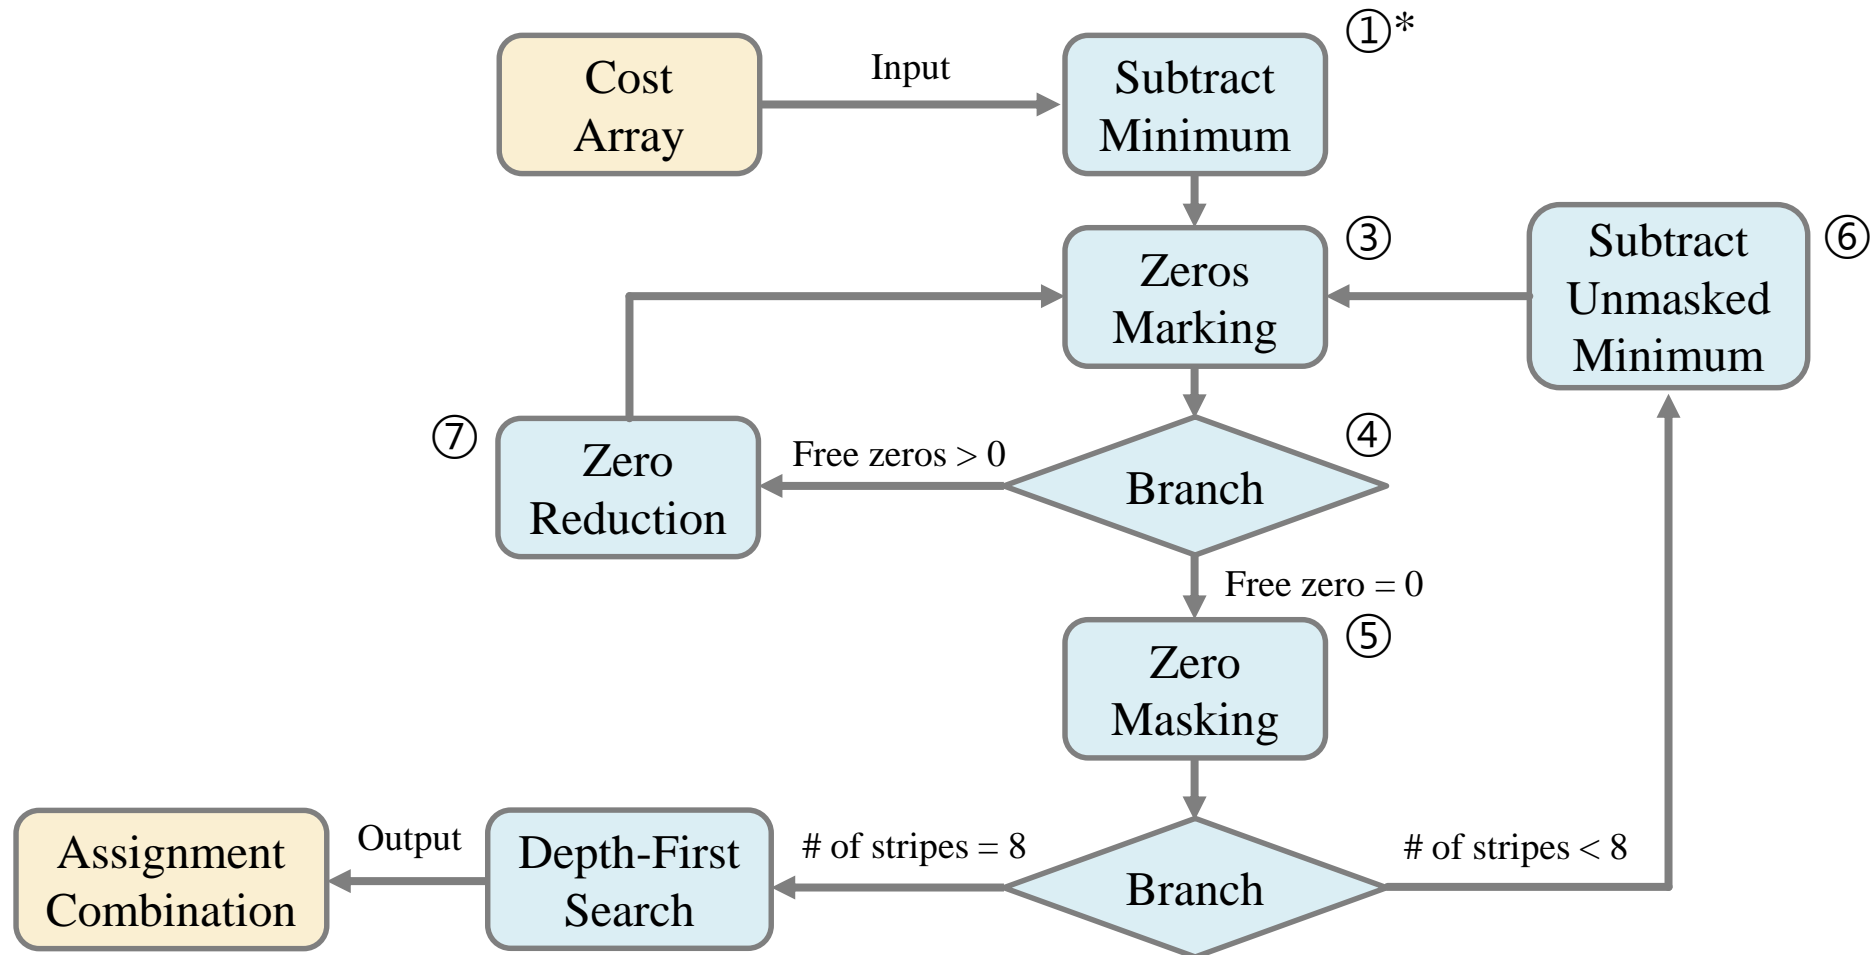 Cost
Array
Input
Subtract
Minimum
①*
Zeros
Marking
③
Subtract
Unmasked
Minimum
⑥
⑦
Zero
Reduction
Free zeros > 0
Branch
④
Free zero = 0
Zero
Masking
⑤
Assignment
Combination
Output
Depth-First
Search
# of stripes = 8
Branch
# of stripes < 8